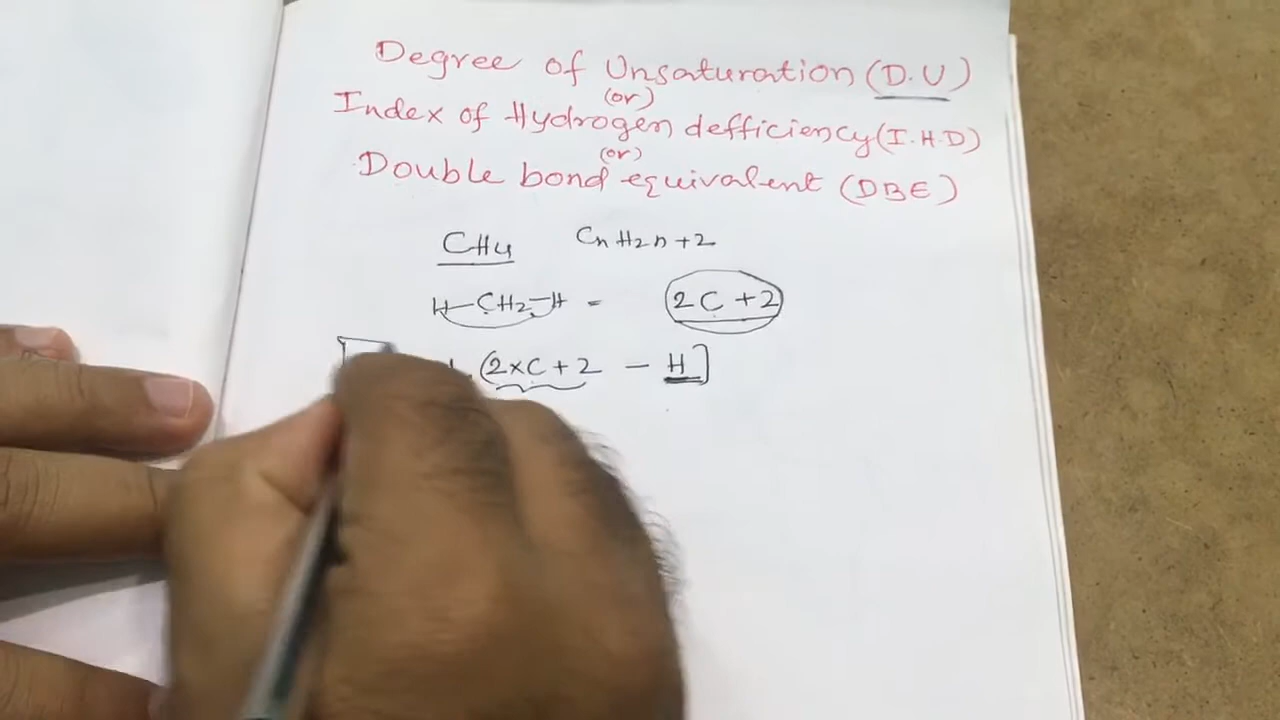 Degree of Unsaturation (D.U)
(or)
Index of Hydrogen defficiency (I.H.D)
(or)
Double bond equivalent (DBE)
CH4 CnH2n+2
H-CH2-H = 2C+2
(2xC+2 - H]